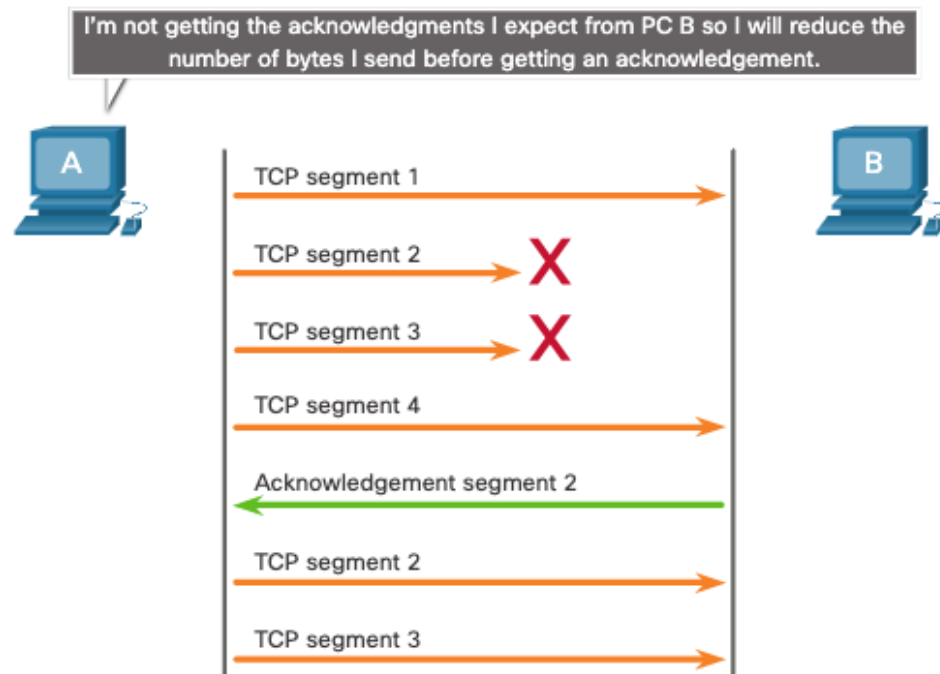 I'm not getting the acknowledgments I expect from PC B so I will reduce the
number of bytes I send before getting an acknowledgement.
A
B
TCP segment 1
TCP segment 2
X
TCP segment 3
X
TCP segment 4
Acknowledgement segment 2
TCP segment 2
TCP segment 3